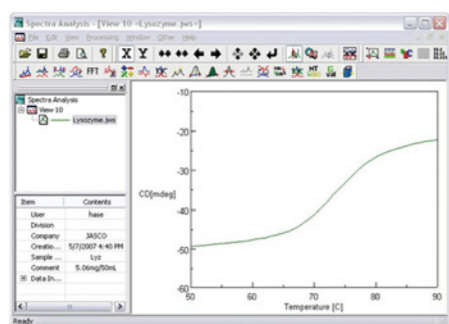 Spectra Analysis - [View 10 <Lysozyme.jws>]
File Edit View Processing Window Other Help
X Y
FFT
Spectra Analysis
View 10
Lysozyme.jws
Item Contents
User hase
Division
Company JASCO
Creatio... 5/7/2007 4:40 PM
Sample ... Lyz
Comment 5.06mg/50mL
Data In...
-10
-20
-30
CD[mdeg]
-40
-50
-60
50 60 70 80 90
Temperature [C]
Ready